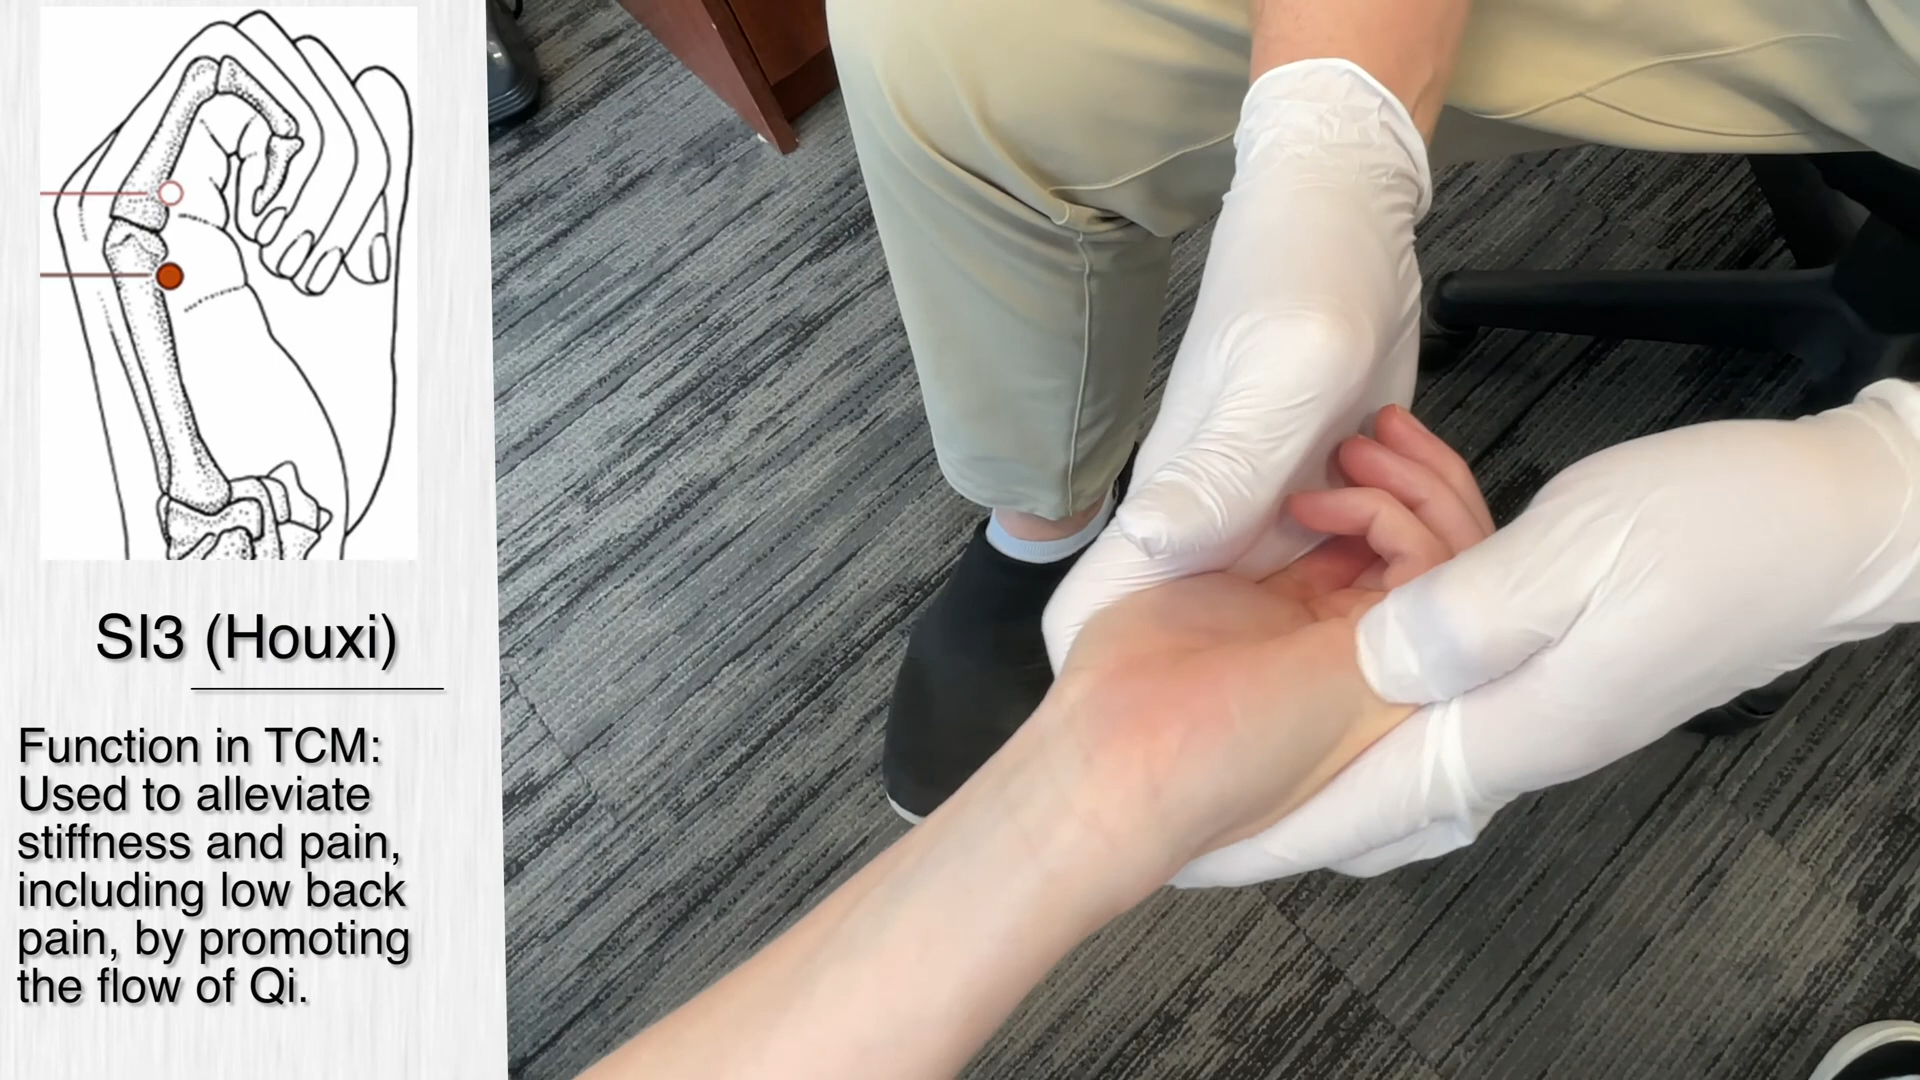 SI3 (Houxi)
Function in TCM:
Used to alleviate
stiffness and pain,
including low back
pain, by promoting
the flow of Qi.